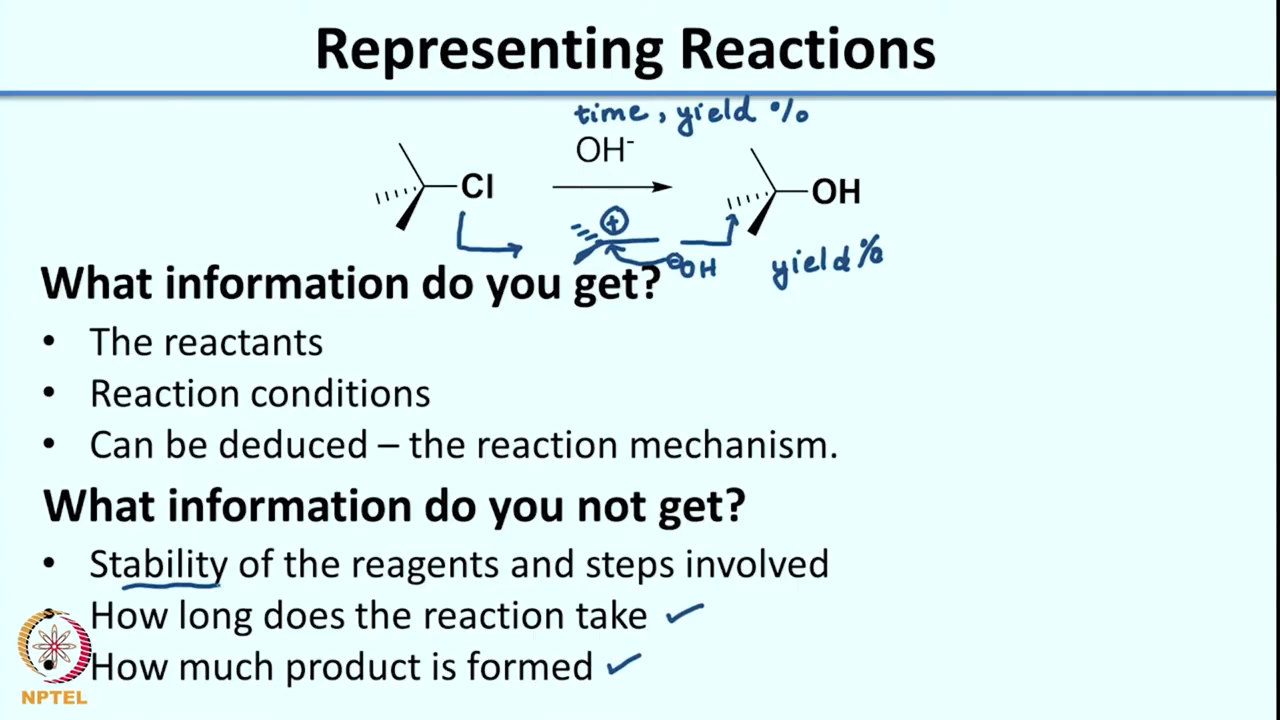 Representing Reactions
time, yield %
OH⁻
Cl
OH
⊕
⊖OH
yield %
What information do you get?
• The reactants
• Reaction conditions
• Can be deduced – the reaction mechanism.
What information do you not get?
• Stability of the reagents and steps involved
How long does the reaction take ✓
• How much product is formed ✓
NPTEL